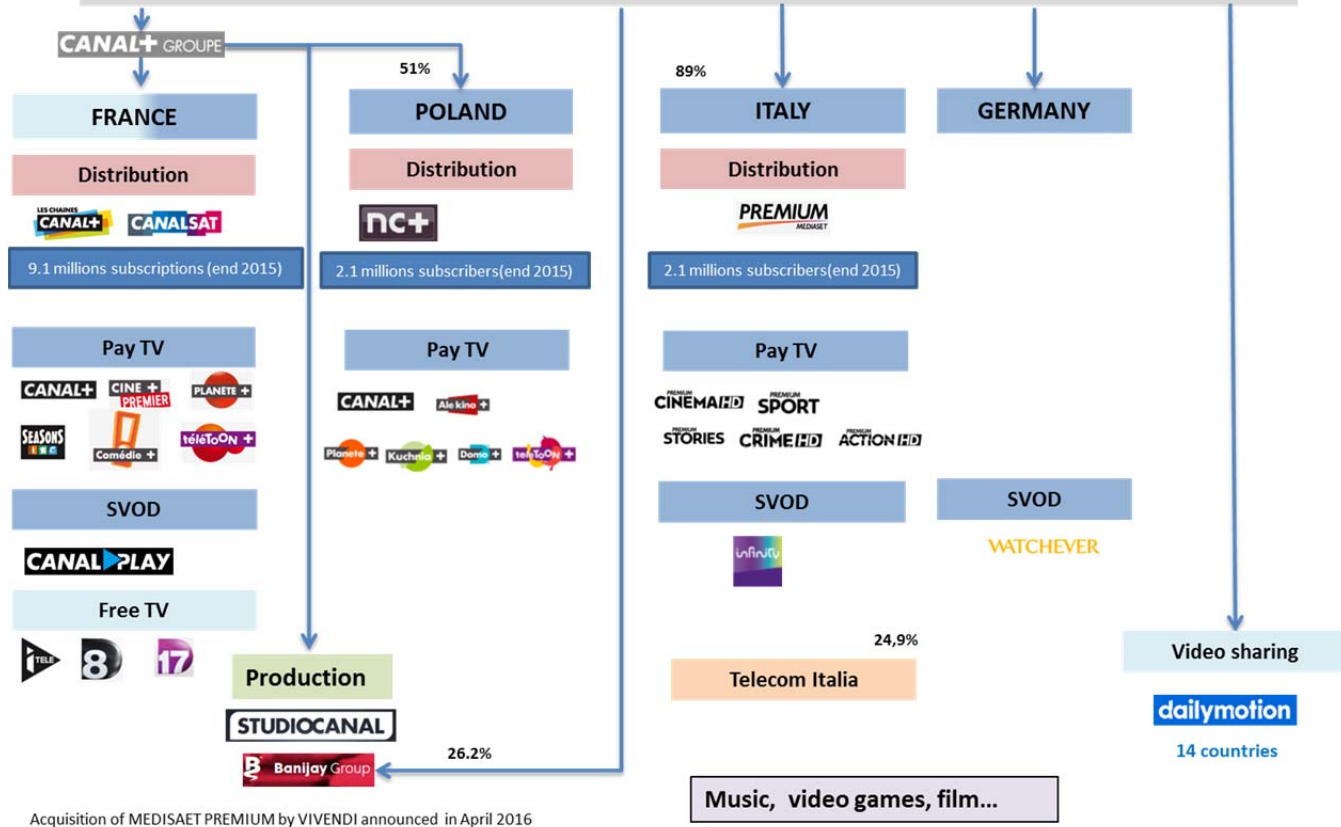 CANAL+ GROUPE
51%
89%
FRANCE
POLAND
ITALY
GERMANY
Distribution
Distribution
Distribution
LES CHAINES
CANAL+
CANALSAT
nc+
PREMIUM
MEDIASET
9.1 millions subscriptions (end 2015)
2.1 millions subscribers(end 2015)
2.1 millions subscribers(end 2015)
Pay TV
Pay TV
Pay TV
CANAL+
CINE +
PREMIER
PLANETE +
SEASONS
Comédie +
téléToON +
CANAL+
Ale kino +
Planete +
Kuchnia +
Domo +
teleToON +
PREMIUM
CINEMA HD
PREMIUM
SPORT
PREMIUM
STORIES
PREMIUM
CRIME HD
PREMIUM
ACTION HD
SVOD
SVOD
SVOD
CANAL PLAY
infinity
WATCHEVER
Free TV
iTELE
D8
D17
24,9%
Production
Telecom Italia
Video sharing
STUDIOCANAL
dailymotion
Banijay Group
26.2%
14 countries
Music, video games, film...
Acquisition of MEDISAET PREMIUM by VIVENDI announced in April 2016